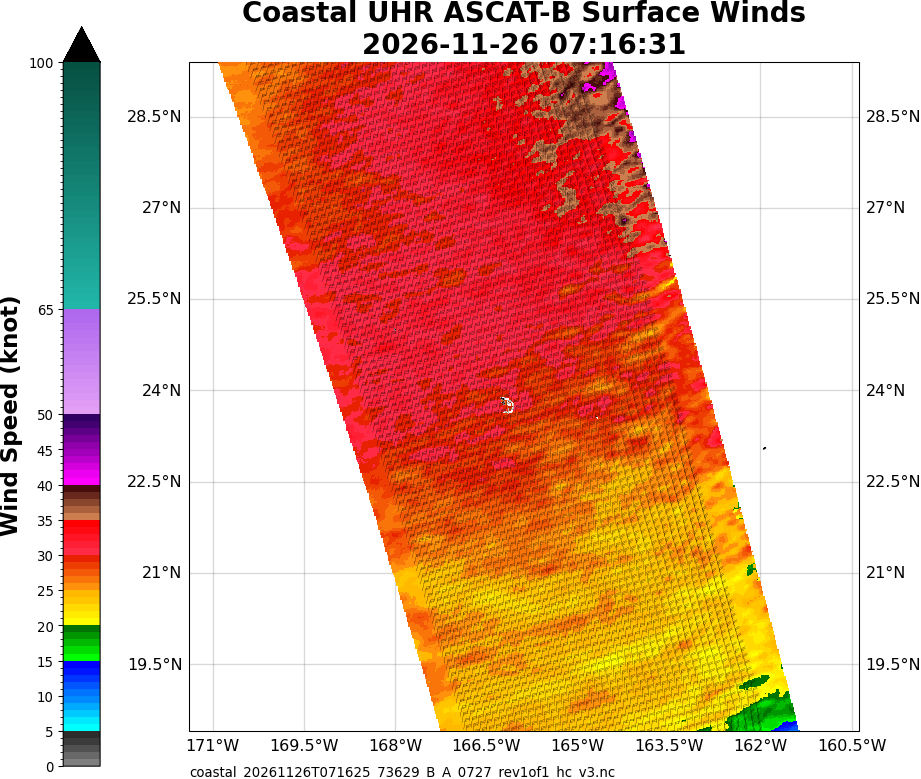 Coastal UHR ASCAT-B Surface Winds
2026-11-26 07:16:31
Wind Speed (knot)
100
65
50
45
40
35
30
25
20
15
10
5
0
28.5°N
27°N
25.5°N
24°N
22.5°N
21°N
19.5°N
28.5°N
27°N
25.5°N
24°N
22.5°N
21°N
19.5°N
171°W 169.5°W 168°W 166.5°W 165°W 163.5°W 162°W 160.5°W
coastal_20261126T071625_73629_B_A_0727_rev1of1_hc_v3.nc